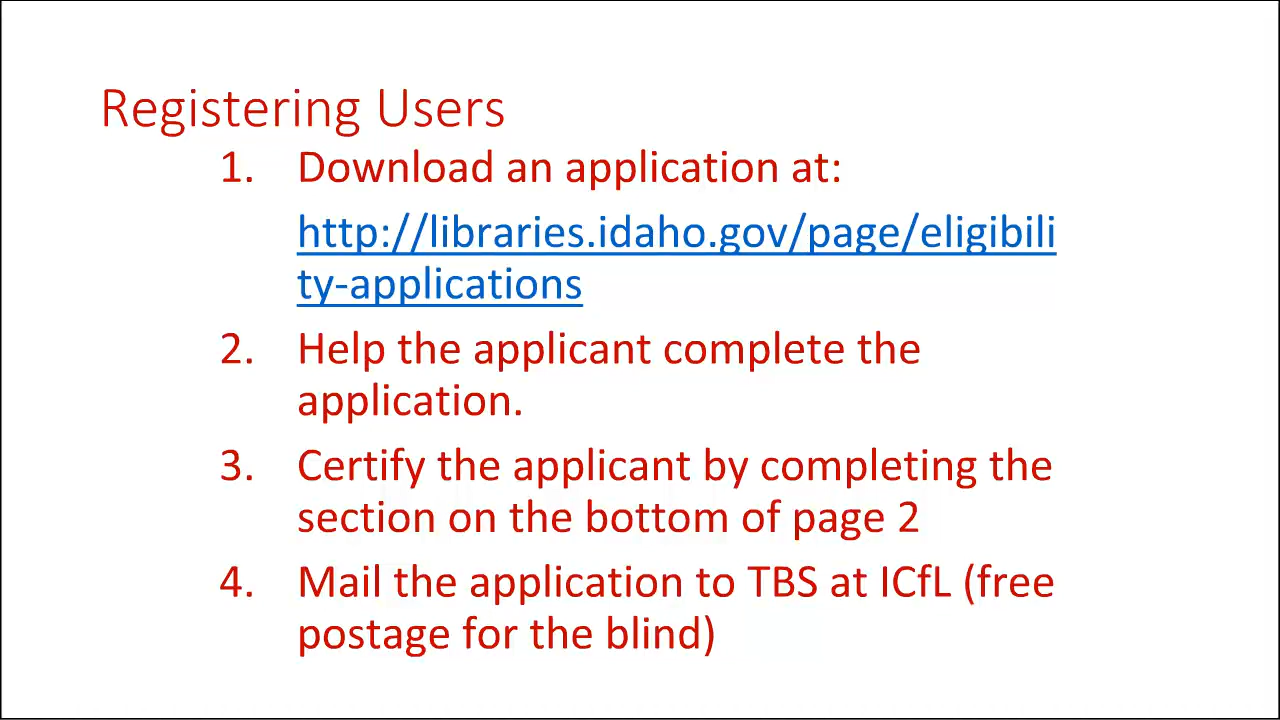 Registering Users
1. Download an application at:
http://libraries.idaho.gov/page/eligibili
ty-applications
2. Help the applicant complete the
application.
3. Certify the applicant by completing the
section on the bottom of page 2
4. Mail the application to TBS at ICfL (free
postage for the blind)